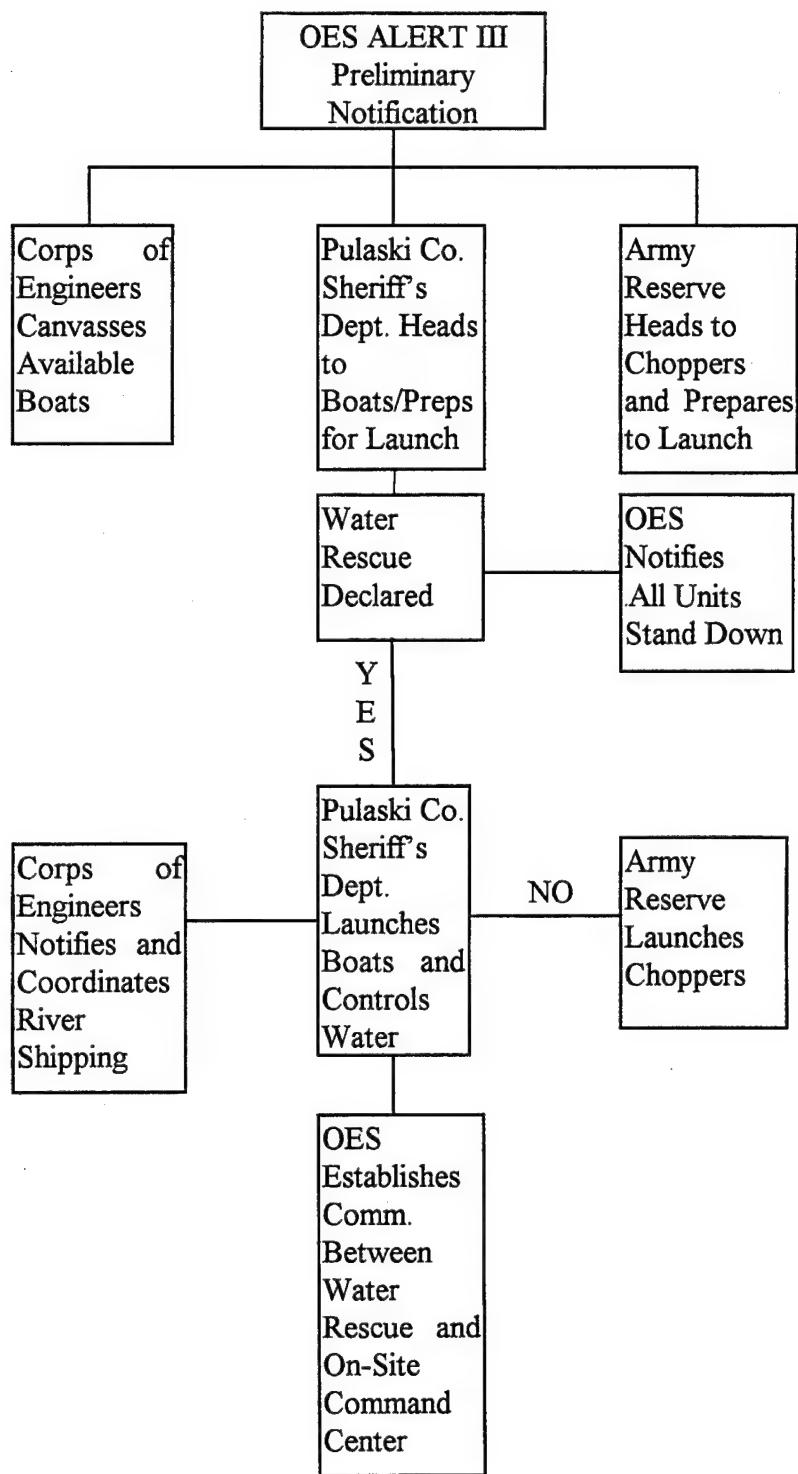 OES ALERT III
Preliminary
Notification
Corps of
Engineers
Canvasses
Available
Boats
Pulaski Co.
Sheriff's
Dept. Heads
to
Boats/Preps
for Launch
Army
Reserve
Heads to
Choppers
and Prepares
to Launch
Water
Rescue
Declared
OES
Notifies
All Units
Stand Down
Y
E
S
Corps of
Engineers
Notifies and
Coordinates
River
Shipping
Pulaski Co.
Sheriff's
Dept.
Launches
Boats and
Controls
Water
NO
Army
Reserve
Launches
Choppers
OES
Establishes
Comm.
Between
Water
Rescue and
On-Site
Command
Center